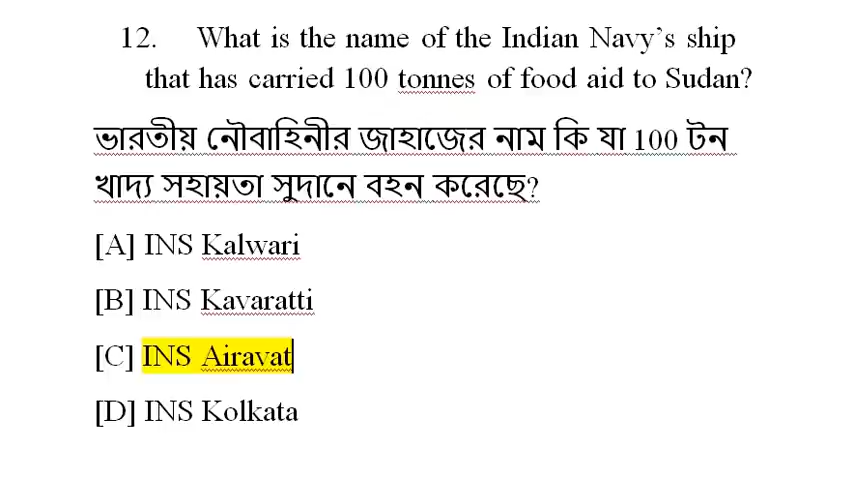 12. What is the name of the Indian Navy's ship
that has carried 100 tonnes of food aid to Sudan?
ভারতীয় নৌবাহিনীর জাহাজের নাম কি যা 100 টন
খাদ্য সহায়তা সুদানে বহন করেছে?
[A] INS Kalwari
[B] INS Kavaratti
[C] INS Airavat
[D] INS Kolkata